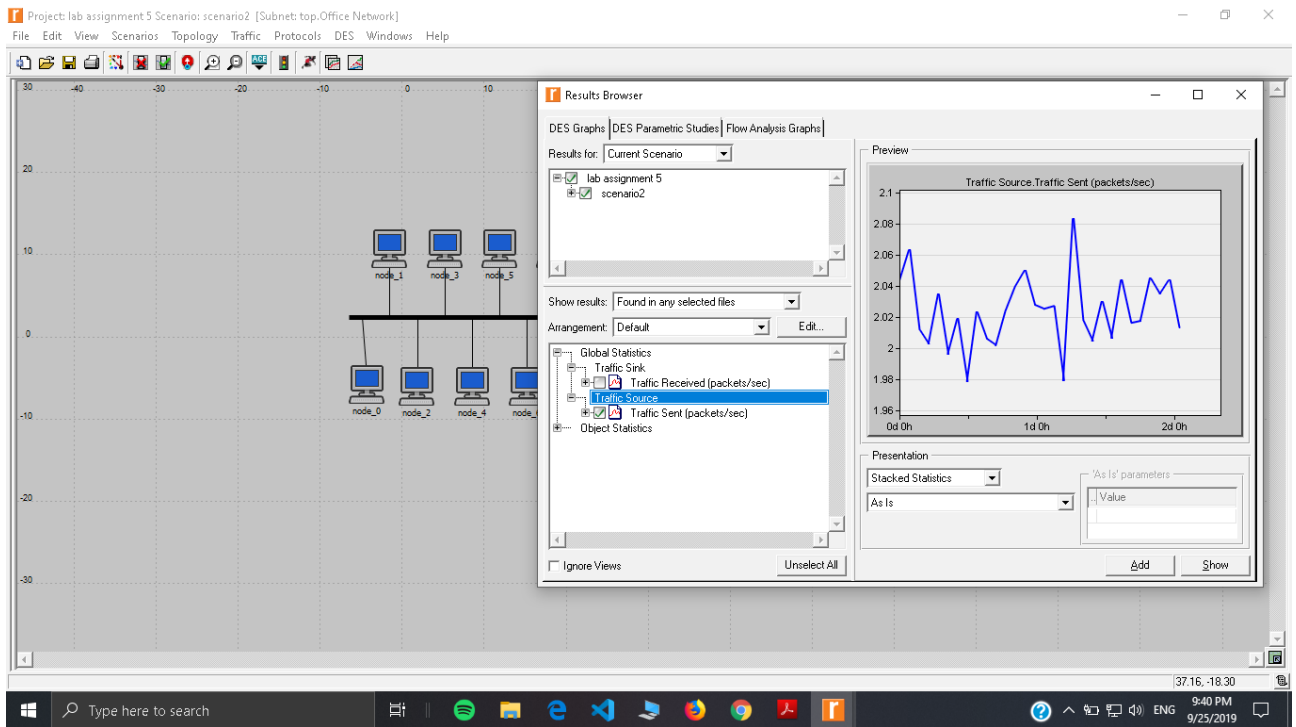 Project: lab assignment 5 Scenario: scenario2 [Subnet: top.Office Network]
File Edit View Scenarios Topology Traffic Protocols DES Windows Help
ACE
30 -40 -30 -20 -10 0 10
20
10
0
-10
-20
-30
node_1 node_3 node_5
node_0 node_2 node_4
Results Browser
DES Graphs DES Parametric Studies Flow Analysis Graphs
Results for: Current Scenario
lab assignment 5
scenario2
Show results: Found in any selected files
Arrangement: Default Edit...
Global Statistics
Traffic Sink
Traffic Received (packets/sec)
Traffic Source
Traffic Sent (packets/sec)
Object Statistics
Ignore Views Unselect All
Preview
Traffic Source.Traffic Sent (packets/sec)
2.1
2.08
2.06
2.04
2.02
2
1.98
1.96
0d 0h 1d 0h 2d 0h
Presentation
Stacked Statistics
As Is
'As Is' parameters
.. Value
Add Show
37.16, -18.30
Type here to search
ENG
9:40 PM
9/25/2019